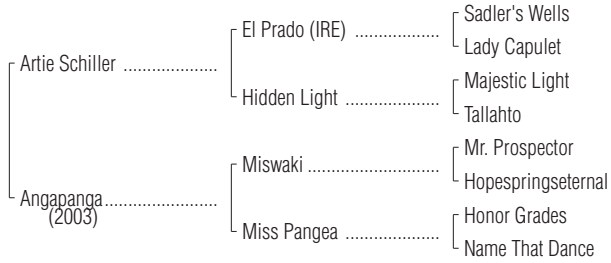 Sadler's Wells
El Prado (IRE) ...................
Lady Capulet
Artie Schiller .....................
Majestic Light
Hidden Light .....................
Tallahto
Mr. Prospector
Miswaki .............................
Hopespringseternal
Angapanga.........................
(2003)
Honor Grades
Miss Pangea .....................
Name That Dance